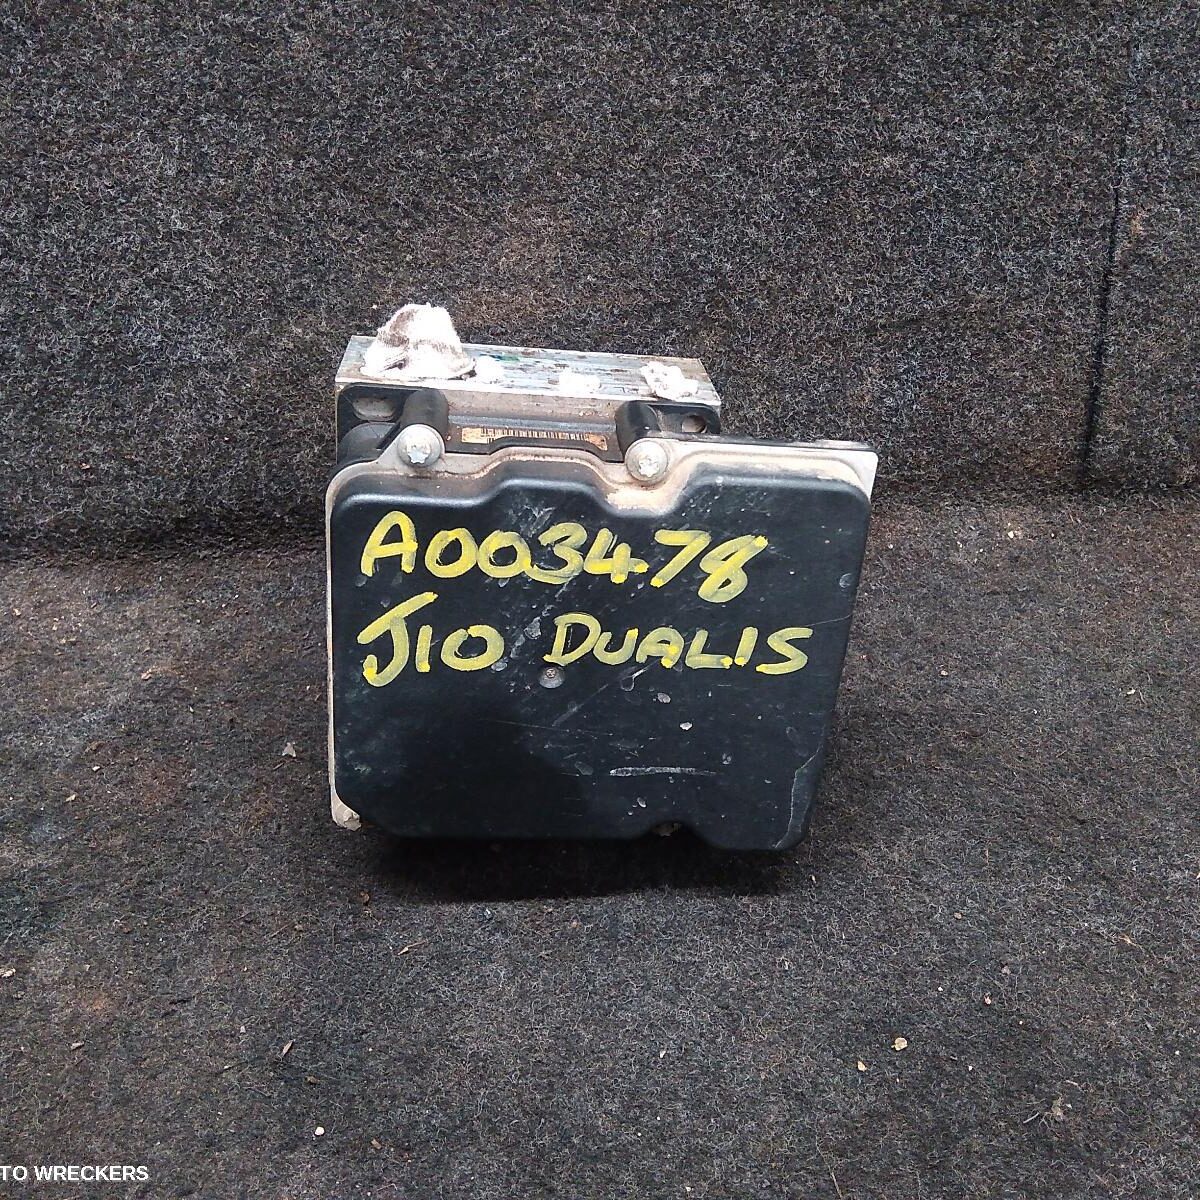 A003478
J10 DUALIS
TO WRECKERS